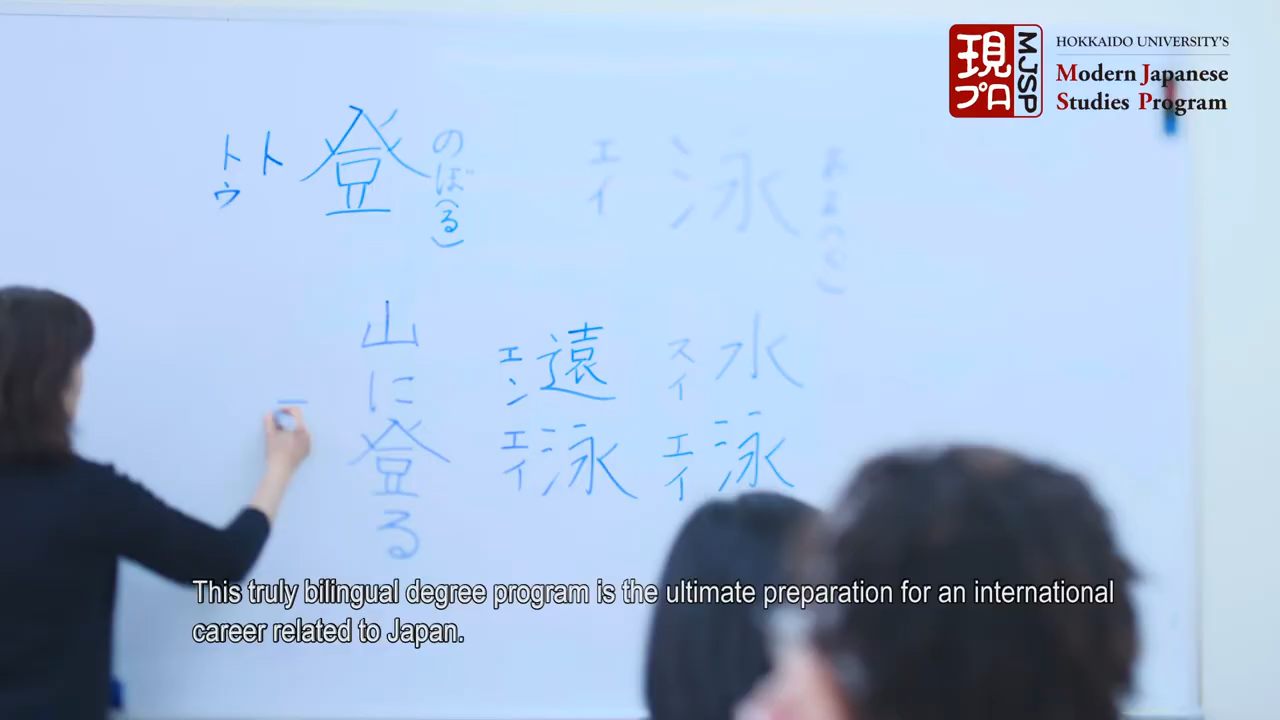 現プロ
MJSP
HOKKAIDO UNIVERSITY'S
Modern Japanese
Studies Program
エイ
泳
およ(ぐ)
トウ
ト
登
のぼ(る)
スイエイ
水泳
エンエイ
遠泳
山に登る
This truly bilingual degree program is the ultimate preparation for an international
career related to Japan.